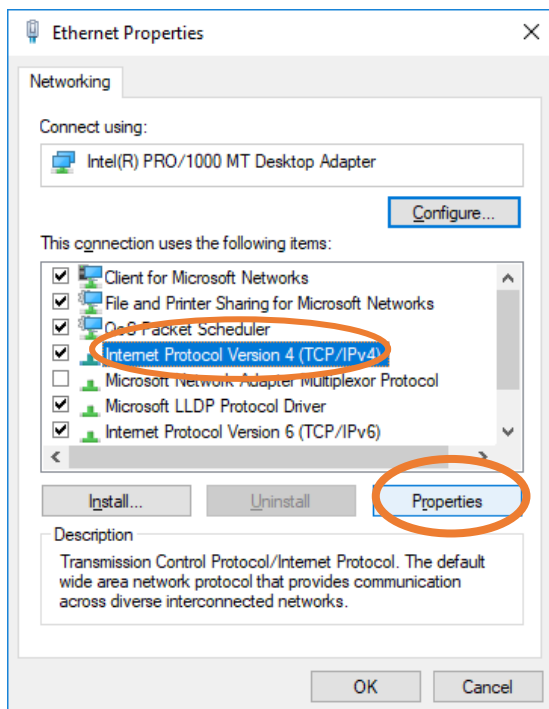 Ethernet Properties
Networking
Connect using:
Intel(R) PRO/1000 MT Desktop Adapter
Configure...
This connection uses the following items:
Client for Microsoft Networks
File and Printer Sharing for Microsoft Networks
QoS Packet Scheduler
Internet Protocol Version 4 (TCP/IPv4)
Microsoft Network Adapter Multiplexor Protocol
Microsoft LLDP Protocol Driver
Internet Protocol Version 6 (TCP/IPv6)
Install... Uninstall Properties
Description
Transmission Control Protocol/Internet Protocol. The default
wide area network protocol that provides communication
across diverse interconnected networks.
OK Cancel